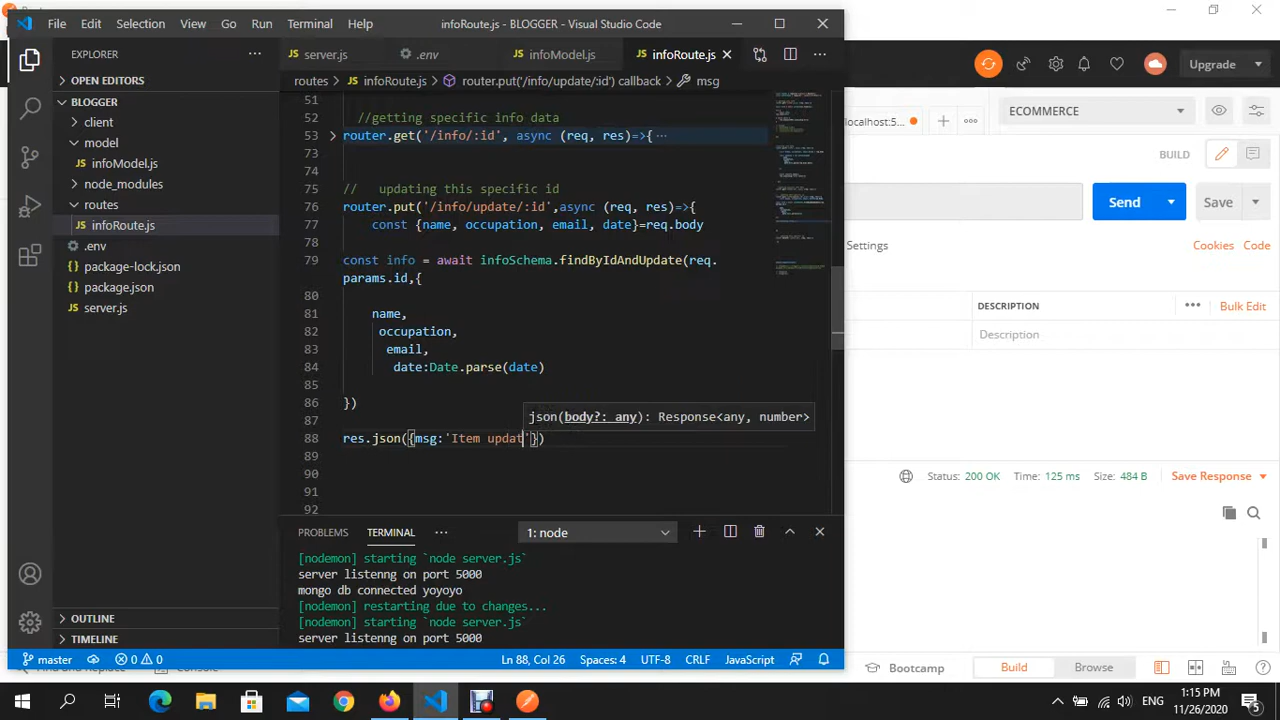 File Edit Selection View Go Run Terminal Help infoRoute.js - BLOGGER - Visual Studio Code
EXPLORER
server.js .env infoModel.js infoRoute.js
OPEN EDITORS
routes > infoRoute.js > router.put('/info/update/:id') callback > msg
BLOGGER
client
model
infoModel.js
node_modules
routes
infoRoute.js
.env
package-lock.json
package.json
server.js
OUTLINE
TIMELINE
51
52 //getting specific info data
53 router.get('/info/:id', async (req, res)=>{ ...
73
74
75 // updating this specific id
76 router.put('/info/update/:id, async (req, res)=>{
77 const {name, occupation, email, date}=req.body
78
79 const info = await infoSchema.findByIdAndUpdate(req.
params.id,{
80
81 name,
82 occupation,
83 email,
84 date:Date.parse(date)
85
86 })
87
json(body?: any): Response<any, number>
88 res.json({msg:'Item updat'})
89
90
91
92
PROBLEMS TERMINAL ... 1: node
[nodemon] starting `node server.js`
server listenng on port 5000
mongo db connected yoyoyo
[nodemon] restarting due to changes...
[nodemon] starting `node server.js`
server listenng on port 5000
master 0 0 Ln 88, Col 26 Spaces: 4 UTF-8 CRLF JavaScript
Upgrade
localhost:5... ECOMMERCE
BUILD
Send Save
Settings Cookies Code
DESCRIPTION Bulk Edit
Description
Status: 200 OK Time: 125 ms Size: 484 B Save Response
Bootcamp Build Browse
ENG 1:15 PM
11/26/2020 5